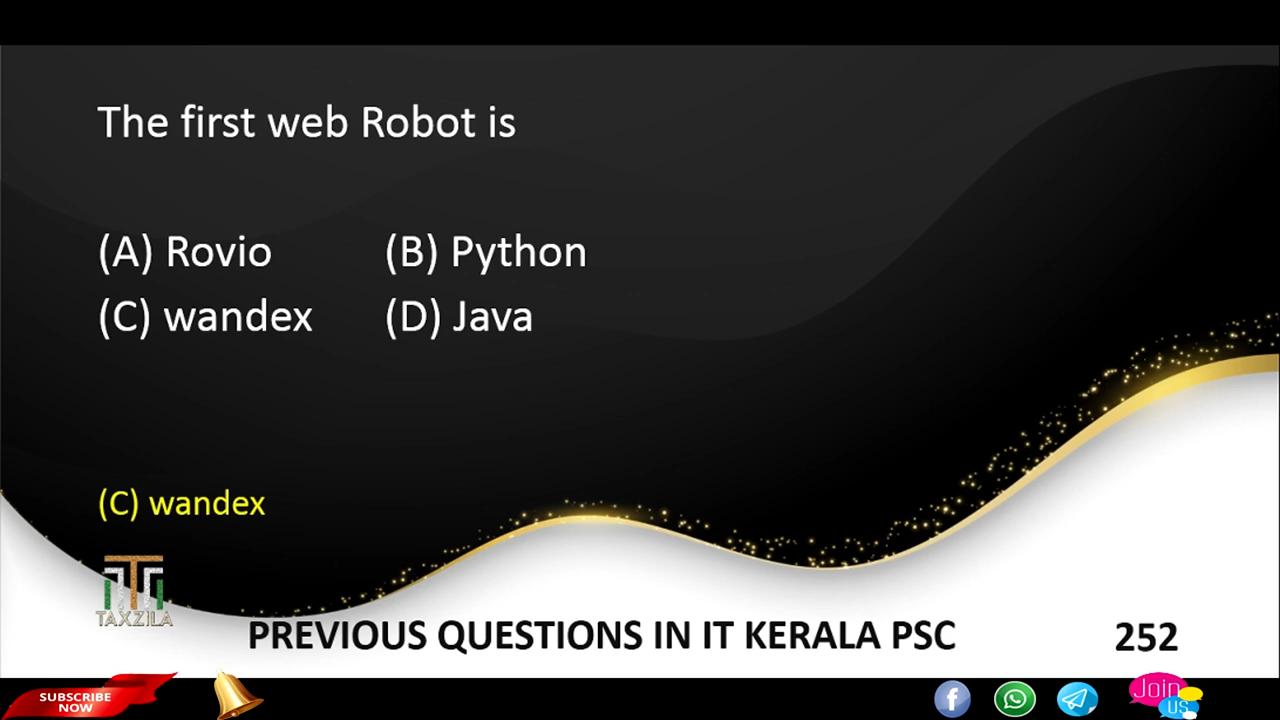 The first web Robot is
(A) Rovio (B) Python
(C) wandex (D) Java
(C) wandex
TAXZILA
PREVIOUS QUESTIONS IN IT KERALA PSC 252
SUBSCRIBE
NOW
Join
us